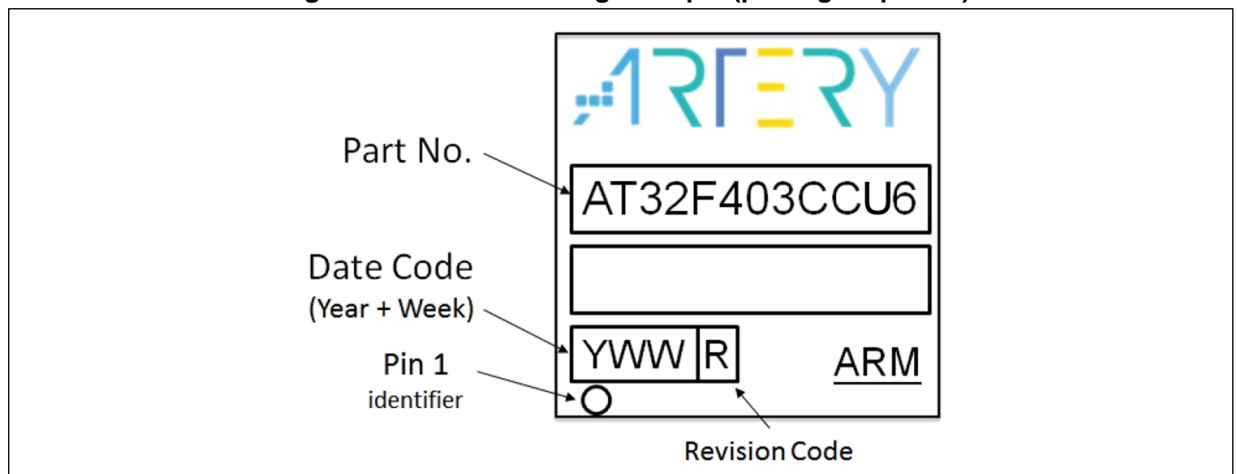 ARTERY
Part No.
AT32F403CCU6
Date Code
(Year + Week)
YWW R
ARM
Pin 1
identifier
Revision Code